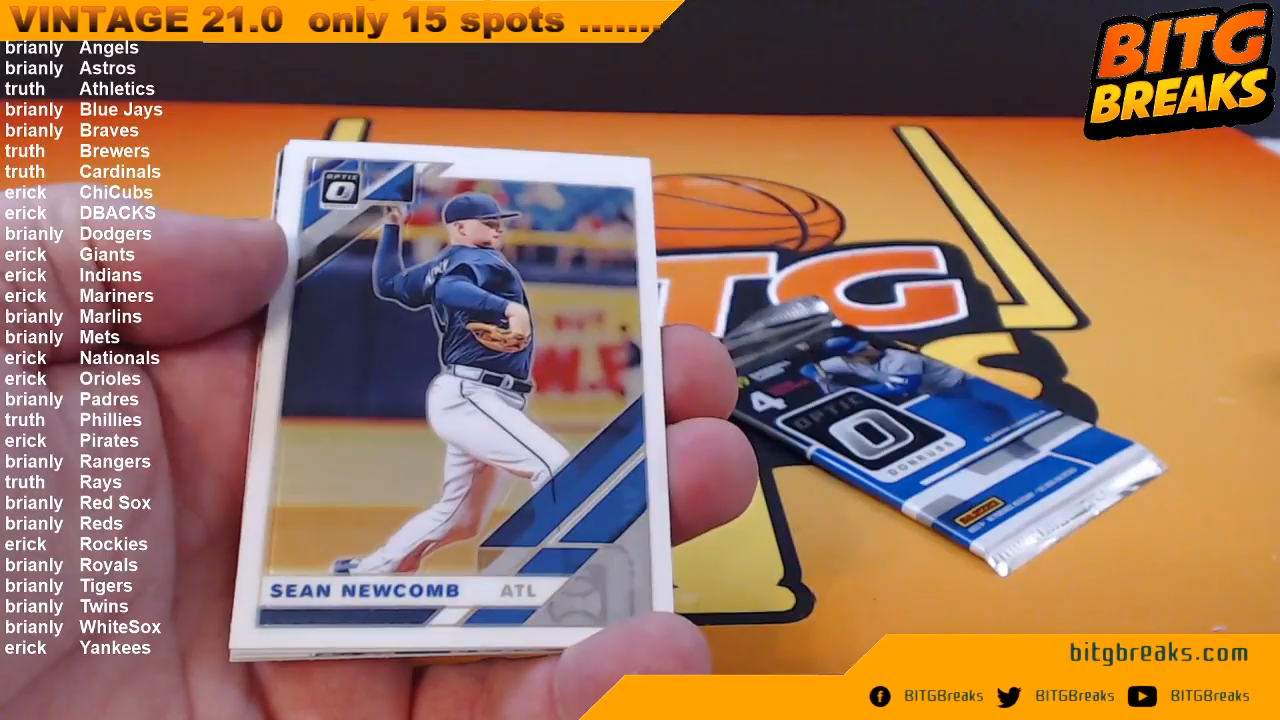 VINTAGE 21.0 only 15 spots .......
BITG
BREAKS
brianly Angels
brianly Astros
truth Athletics
brianly Blue Jays
brianly Braves
truth Brewers
truth Cardinals
erick ChiCubs
erick DBACKS
brianly Dodgers
erick Giants
erick Indians
erick Mariners
brianly Marlins
brianly Mets
erick Nationals
erick Orioles
brianly Padres
truth Phillies
erick Pirates
brianly Rangers
truth Rays
brianly Red Sox
brianly Reds
erick Rockies
brianly Royals
brianly Tigers
brianly Twins
brianly WhiteSox
erick Yankees
OPTIC
SEAN NEWCOMB ATL
TG
4
OPTIC
DONRUSS
bitgbreaks.com
BITGBreaks BITGBreaks BITGBreaks